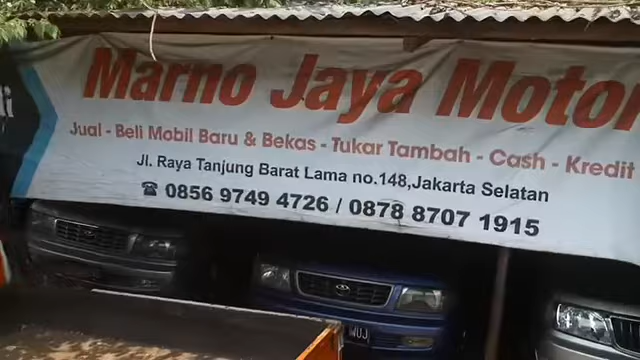 Marno Jaya Motor
Jual - Beli Mobil Baru & Bekas - Tukar Tambah - Cash - Kredit
Jl. Raya Tanjung Barat Lama no.148,Jakarta Selatan
☎ 0856 9749 4726 / 0878 8707 1915